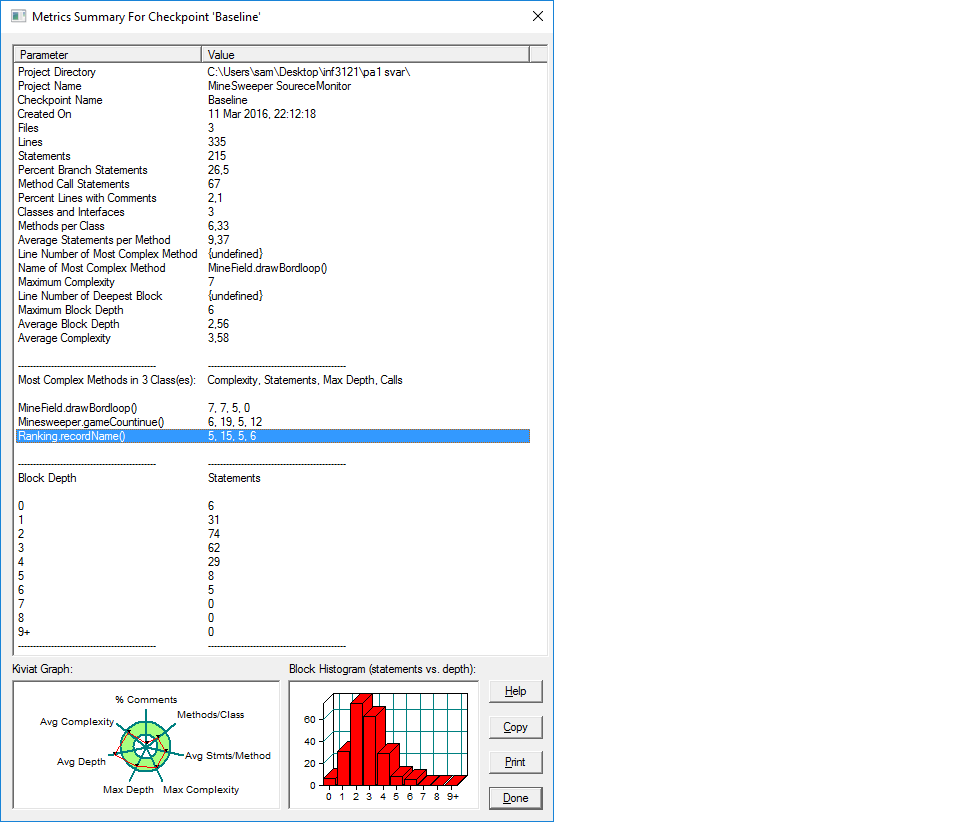 Metrics Summary For Checkpoint 'Baseline'
Parameter Value
Project Directory C:\Users\sam\Desktop\inf3121\pa1 svar\
Project Name MineSweeper SoureceMonitor
Checkpoint Name Baseline
Created On 11 Mar 2016, 22:12:18
Files 3
Lines 335
Statements 215
Percent Branch Statements 26,5
Method Call Statements 67
Percent Lines with Comments 2,1
Classes and Interfaces 3
Methods per Class 6,33
Average Statements per Method 9,37
Line Number of Most Complex Method {undefined}
Name of Most Complex Method MineField.drawBordloop()
Maximum Complexity 7
Line Number of Deepest Block {undefined}
Maximum Block Depth 6
Average Block Depth 2,56
Average Complexity 3,58
---------------------------------------------- ----------------------------------------------
Most Complex Methods in 3 Class(es): Complexity, Statements, Max Depth, Calls
MineField.drawBordloop() 7, 7, 5, 0
Minesweeper.gameCountinue() 6, 19, 5, 12
Ranking.recordName() 5, 15, 5, 6
---------------------------------------------- ----------------------------------------------
Block Depth Statements
0 6
1 31
2 74
3 62
4 29
5 8
6 5
7 0
8 0
9+ 0
---------------------------------------------- ----------------------------------------------
Kiviat Graph:
% Comments
Methods/Class
Avg Complexity
Avg Stmts/Method
Avg Depth
Max Depth Max Complexity
Block Histogram (statements vs. depth):
60
40
20
0
0 1 2 3 4 5 6 7 8 9+
Help
Copy
Print
Done